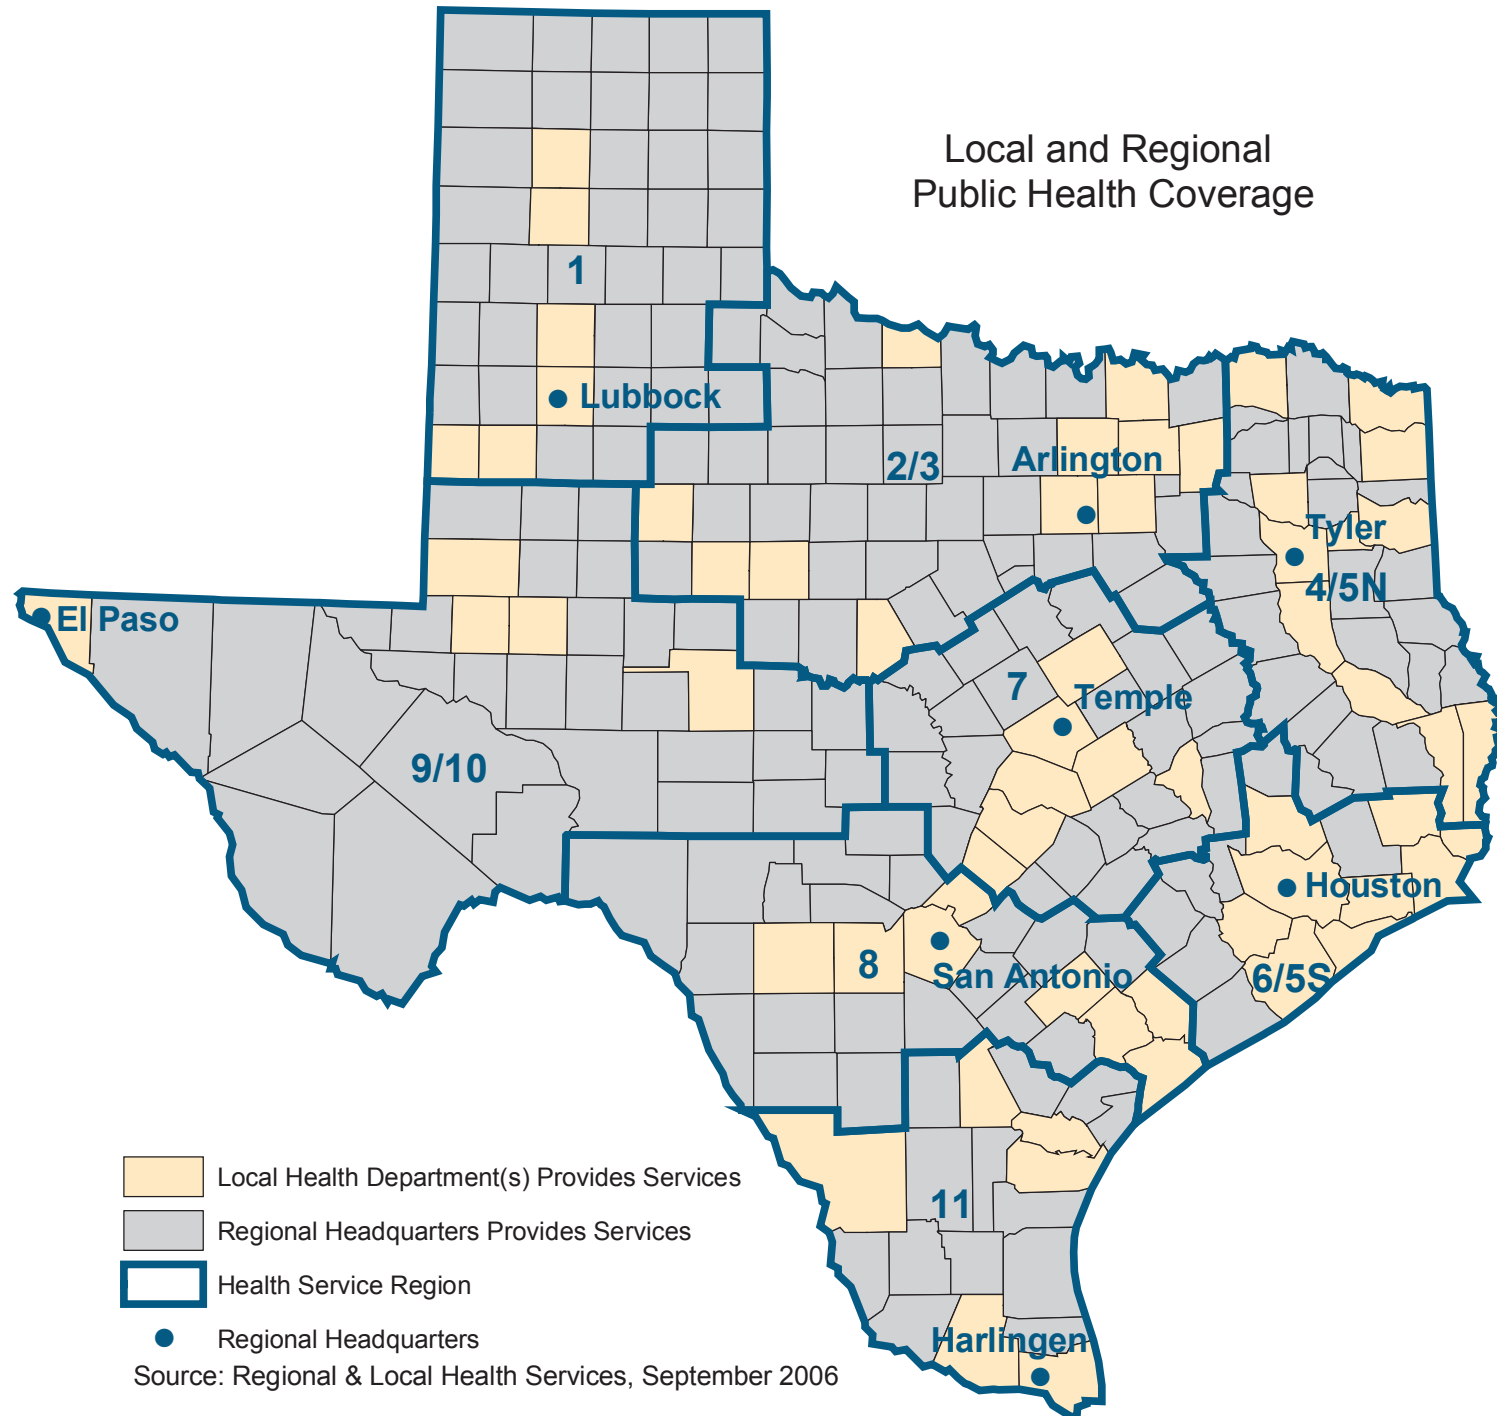 Local and Regional
Public Health Coverage
1
Lubbock
2/3
Arlington
Tyler
4/5N
El Paso
7
Temple
9/10
Houston
8
San Antonio
6/5S
11
Harlingen
Local Health Department(s) Provides Services
Regional Headquarters Provides Services
Health Service Region
Regional Headquarters
Source: Regional & Local Health Services, September 2006